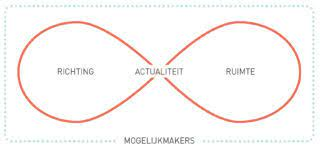 RICHTING ACTUALITEIT RUIMTE
MOGELIJKMAKERS